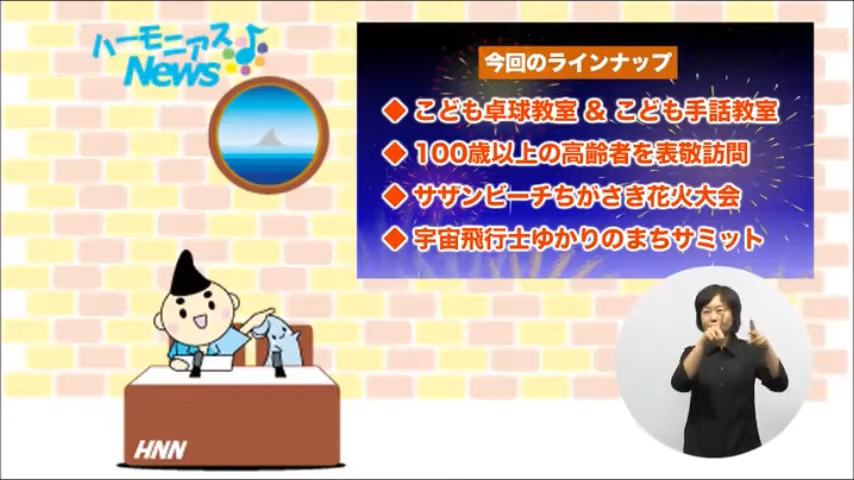 ハーモニアス
News
今回のラインナップ
◆ こども卓球教室 & こども手話教室
◆ 100歳以上の高齢者を表敬訪問
◆ サザンビーチちがさき花火大会
◆ 宇宙飛行士ゆかりのまちサミット
HNN